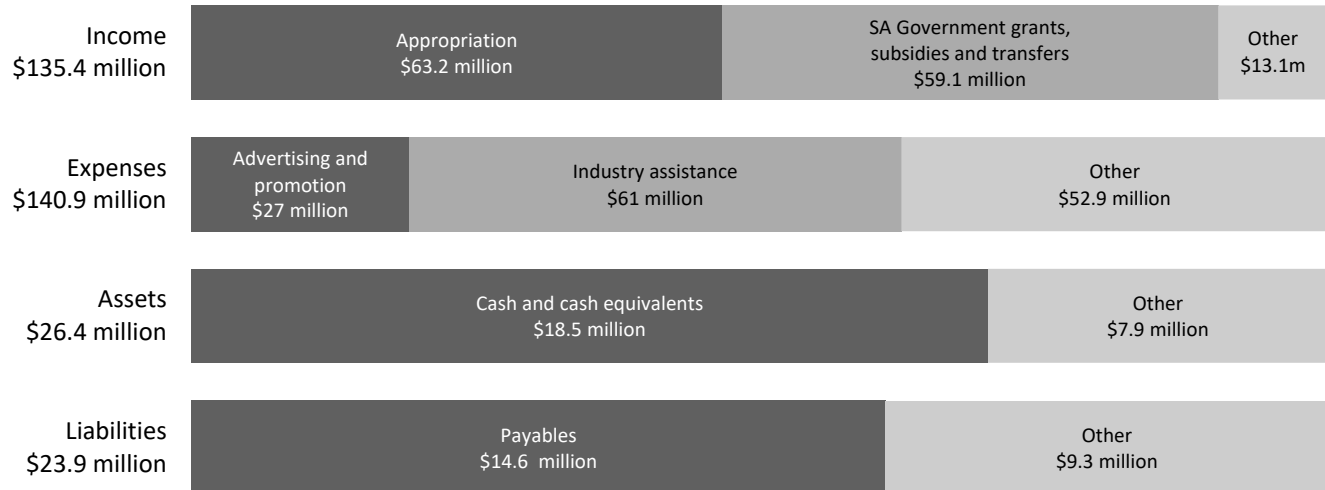 Income
$135.4 million
Appropriation
$63.2 million
SA Government grants,
subsidies and transfers
$59.1 million
Other
$13.1m
Expenses
$140.9 million
Advertising and
promotion
$27 million
Industry assistance
$61 million
Other
$52.9 million
Assets
$26.4 million
Cash and cash equivalents
$18.5 million
Other
$7.9 million
Liabilities
$23.9 million
Payables
$14.6 million
Other
$9.3 million